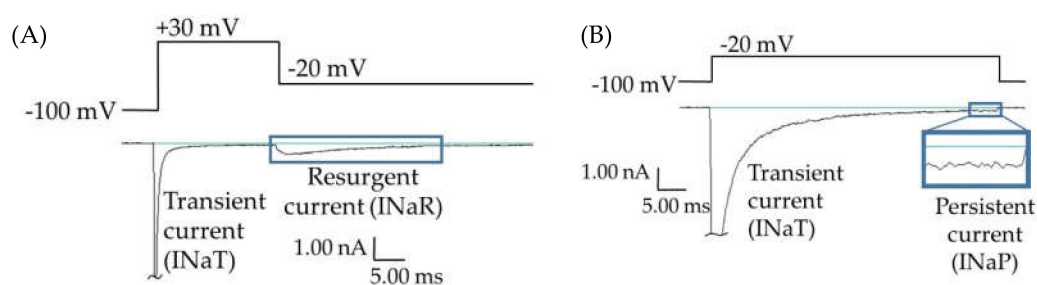 (A)
+30 mV
-20 mV
-100 mV
Transient
current
(INaT)
Resurgent
current (INaR)
1.00 nA
5.00 ms
(B)
-20 mV
-100 mV
1.00 nA
5.00 ms
Transient
current
(INaT)
Persistent
current
(INaP)